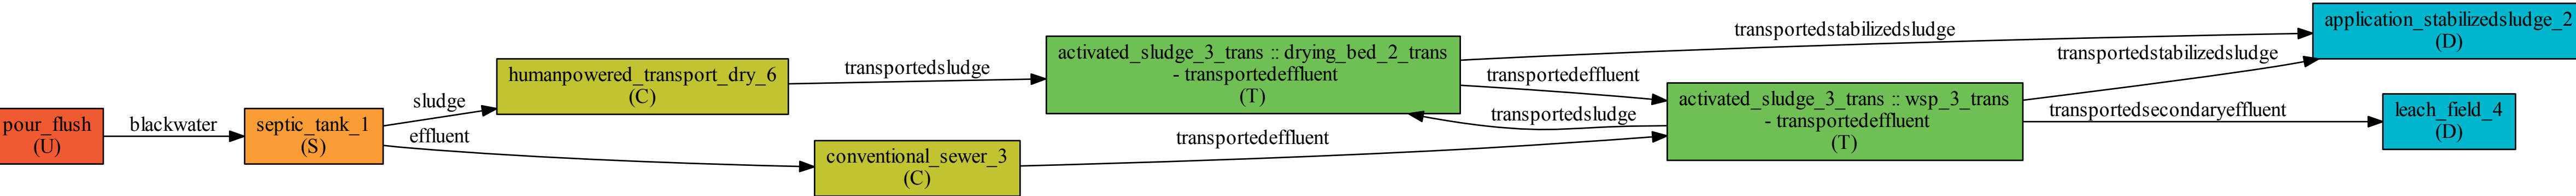 pour_flush
(U)
blackwater
septic_tank_1
(S)
sludge
effluent
humanpowered_transport_dry_6
(C)
conventional_sewer_3
(C)
transportedsludge
transportedeffluent
activated_sludge_3_trans :: drying_bed_2_trans
- transportedeffluent
(T)
transportedstabilizedsludge
transportedeffluent
transportedsludge
activated_sludge_3_trans :: wsp_3_trans
- transportedeffluent
(T)
transportedstabilizedsludge
transportedsecondaryeffluent
application_stabilizedsludge_2
(D)
leach_field_4
(D)